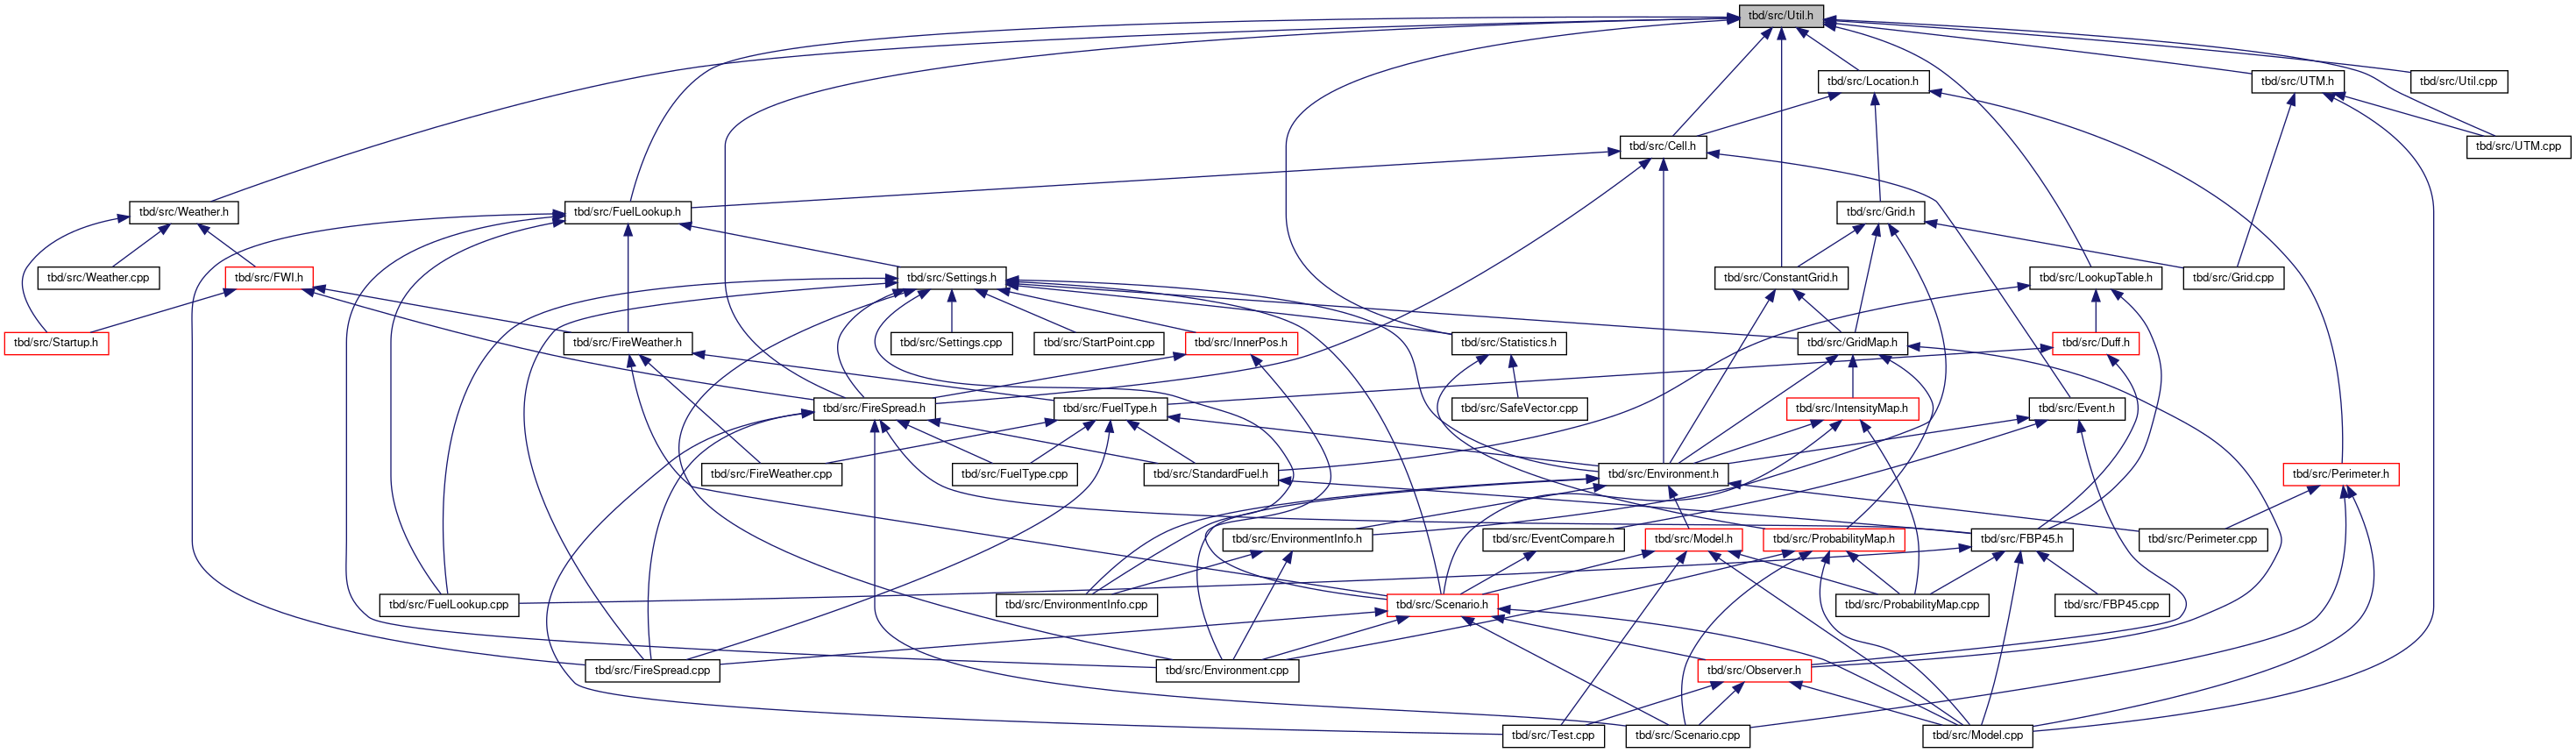 tbd/src/Util.h
tbd/src/Location.h
tbd/src/UTM.h
tbd/src/Util.cpp
tbd/src/Cell.h
tbd/src/UTM.cpp
tbd/src/Weather.h
tbd/src/FuelLookup.h
tbd/src/Grid.h
tbd/src/Weather.cpp
tbd/src/FWI.h
tbd/src/Settings.h
tbd/src/ConstantGrid.h
tbd/src/LookupTable.h
tbd/src/Grid.cpp
tbd/src/Startup.h
tbd/src/FireWeather.h
tbd/src/Settings.cpp
tbd/src/StartPoint.cpp
tbd/src/InnerPos.h
tbd/src/Statistics.h
tbd/src/GridMap.h
tbd/src/Duff.h
tbd/src/FireSpread.h
tbd/src/FuelType.h
tbd/src/SafeVector.cpp
tbd/src/IntensityMap.h
tbd/src/Event.h
tbd/src/FireWeather.cpp
tbd/src/FuelType.cpp
tbd/src/StandardFuel.h
tbd/src/Environment.h
tbd/src/Perimeter.h
tbd/src/EnvironmentInfo.h
tbd/src/EventCompare.h
tbd/src/Model.h
tbd/src/ProbabilityMap.h
tbd/src/FBP45.h
tbd/src/Perimeter.cpp
tbd/src/FuelLookup.cpp
tbd/src/EnvironmentInfo.cpp
tbd/src/Scenario.h
tbd/src/ProbabilityMap.cpp
tbd/src/FBP45.cpp
tbd/src/FireSpread.cpp
tbd/src/Environment.cpp
tbd/src/Observer.h
tbd/src/Test.cpp
tbd/src/Scenario.cpp
tbd/src/Model.cpp